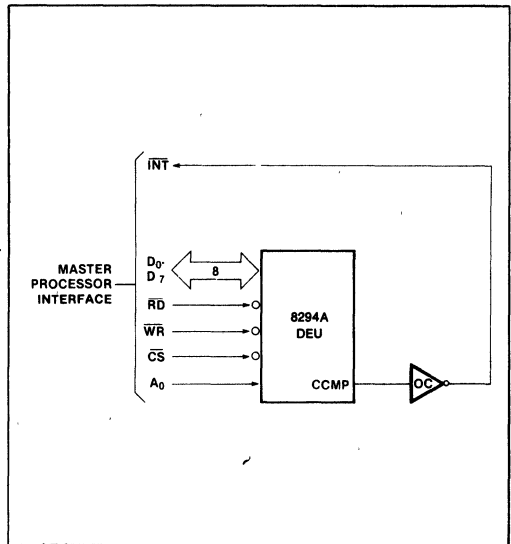 INT
D0-
D7
8
MASTER
PROCESSOR
INTERFACE
RD
8294A
DEU
WR
CS
A0
CCMP
OC